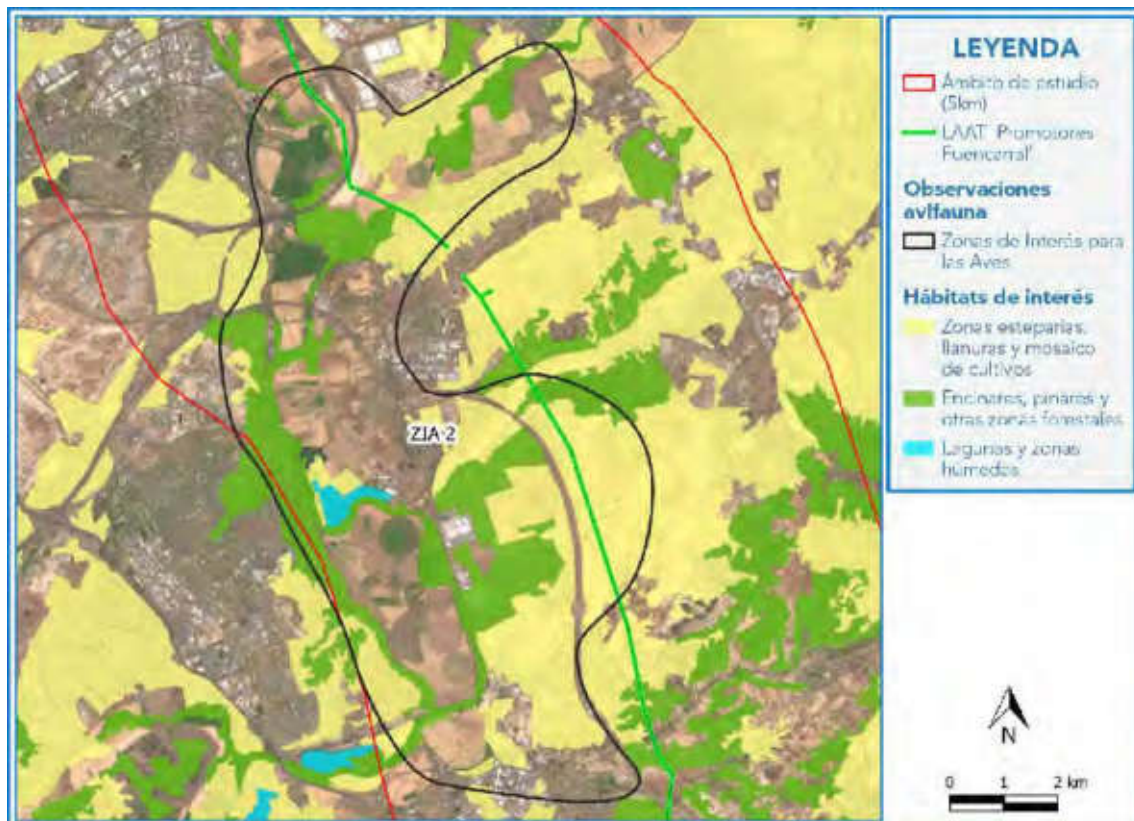 LEYENDA
Ámbito de estudio
(5km)
LAAT "Promotores
Fuencarral"
Observaciones
avifauna
Zonas de Interés para
las Aves
Hábitats de interés
Zonas esteparias,
llanuras y mosaico
de cultivos
Encinares, pinares y
otras zonas forestales
Lagunas y zonas
húmedas
ZIA-2
N
0 1 2 km